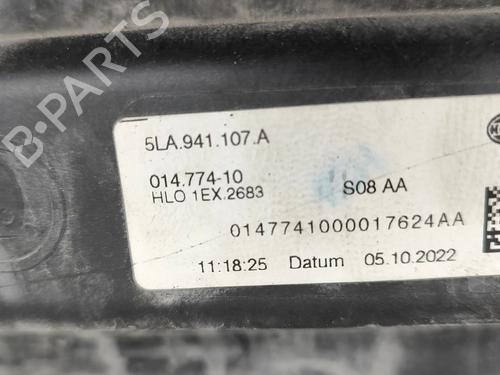 5LA.941.107.A
014.774-10
HLO 1EX.2683
S08 AA
0147741000017624AA
11:18:25 Datum 05.10.2022
B-PARTS